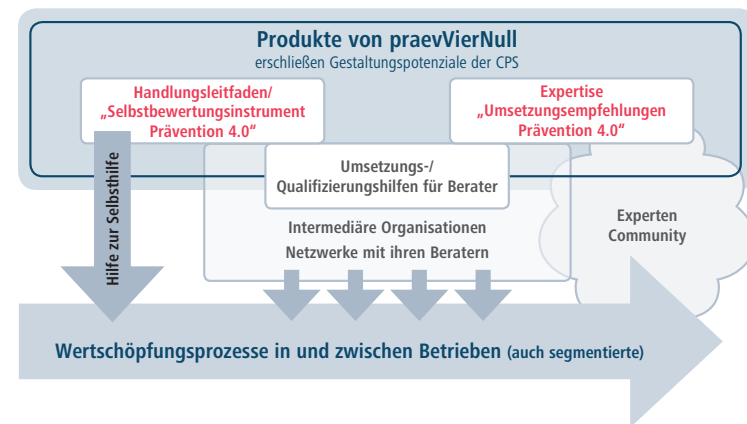 Produkte von praevVierNull
erschließen Gestaltungspotenziale der CPS
Handlungsleitfaden/
„Selbstbewertungsinstrument
Prävention 4.0“
Expertise
„Umsetzungsempfehlungen
Prävention 4.0“
Hilfe zur Selbsthilfe
Umsetzungs-/
Qualifizierungshilfen für Berater
Intermediäre Organisationen
Netzwerke mit ihren Beratern
Experten
Community
Wertschöpfungsprozesse in und zwischen Betrieben (auch segmentierte)